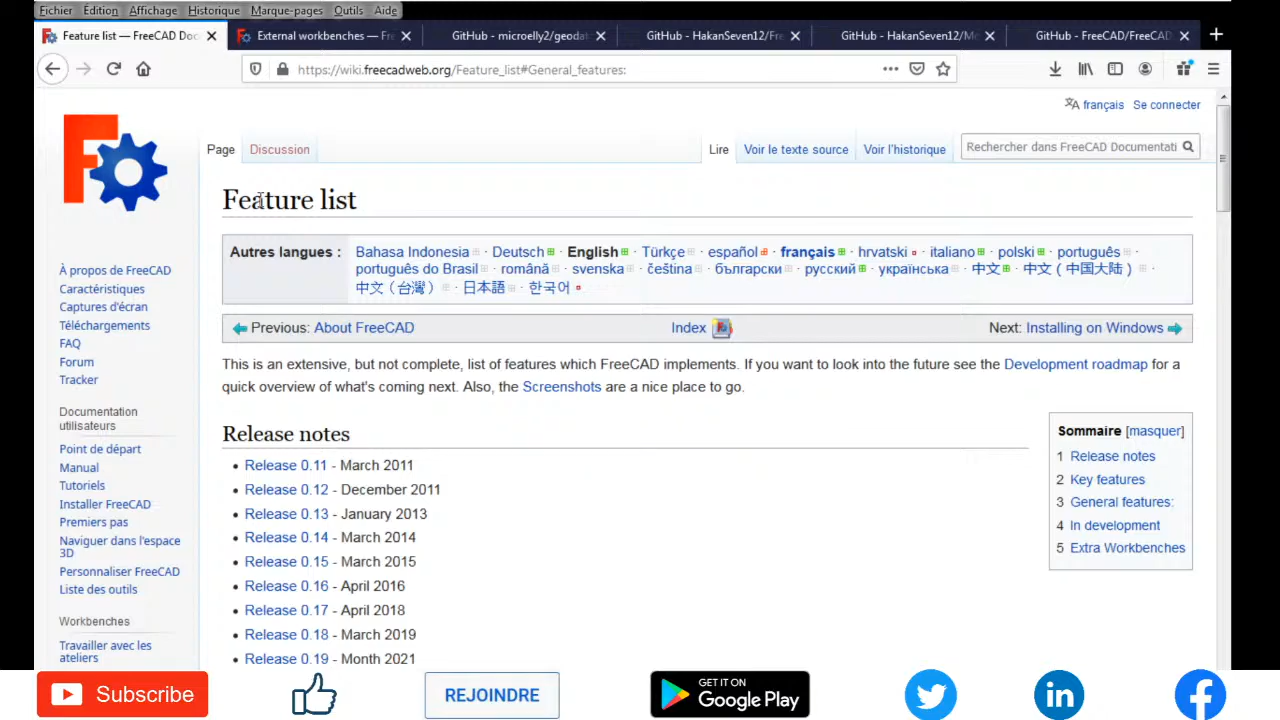 Fichier Édition Affichage Historique Marque-pages Outils Aide
Feature list — FreeCAD Doc
External workbenches — Fre
GitHub - microelly2/geodat
GitHub - HakanSeven12/Fre
GitHub - HakanSeven12/Mo
GitHub - FreeCAD/FreeCAD
https://wiki.freecadweb.org/Feature_list#General_features:
français Se connecter
Page Discussion Lire Voir le texte source Voir l'historique Rechercher dans FreeCAD Documentati
Feature list
Autres langues : Bahasa Indonesia · Deutsch · English · Türkçe · español · français · hrvatski · italiano · polski · português ·
português do Brasil · română · svenska · čeština · български · русский · українська · 中文 · 中文（中国大陆） ·
中文（台灣） · 日本語 · 한국어
Previous: About FreeCAD Index Next: Installing on Windows
This is an extensive, but not complete, list of features which FreeCAD implements. If you want to look into the future see the Development roadmap for a
quick overview of what's coming next. Also, the Screenshots are a nice place to go.
Release notes
Release 0.11 - March 2011
Release 0.12 - December 2011
Release 0.13 - January 2013
Release 0.14 - March 2014
Release 0.15 - March 2015
Release 0.16 - April 2016
Release 0.17 - April 2018
Release 0.18 - March 2019
Release 0.19 - Month 2021
Sommaire [masquer]
1 Release notes
2 Key features
3 General features:
4 In development
5 Extra Workbenches
À propos de FreeCAD
Caractéristiques
Captures d'écran
Téléchargements
FAQ
Forum
Tracker
Documentation
utilisateurs
Point de départ
Manual
Tutoriels
Installer FreeCAD
Premiers pas
Naviguer dans l'espace
3D
Personnaliser FreeCAD
Liste des outils
Workbenches
Travailler avec les
ateliers
Subscribe
REJOINDRE
GET IT ON
Google Play